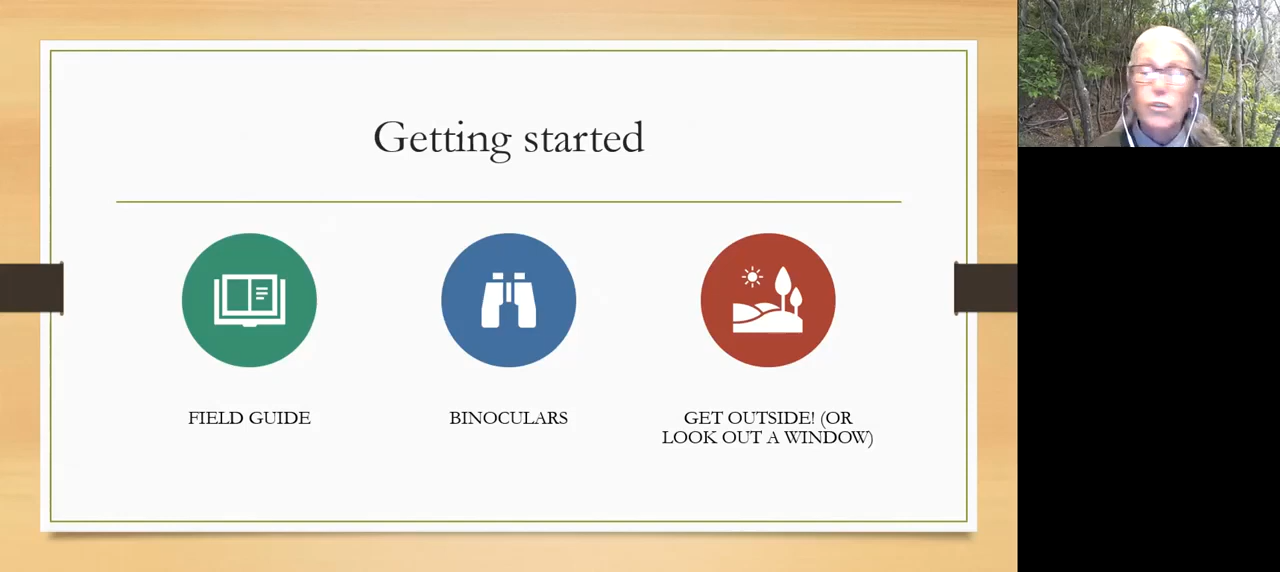 Getting started
FIELD GUIDE
BINOCULARS
GET OUTSIDE! (OR
LOOK OUT A WINDOW)